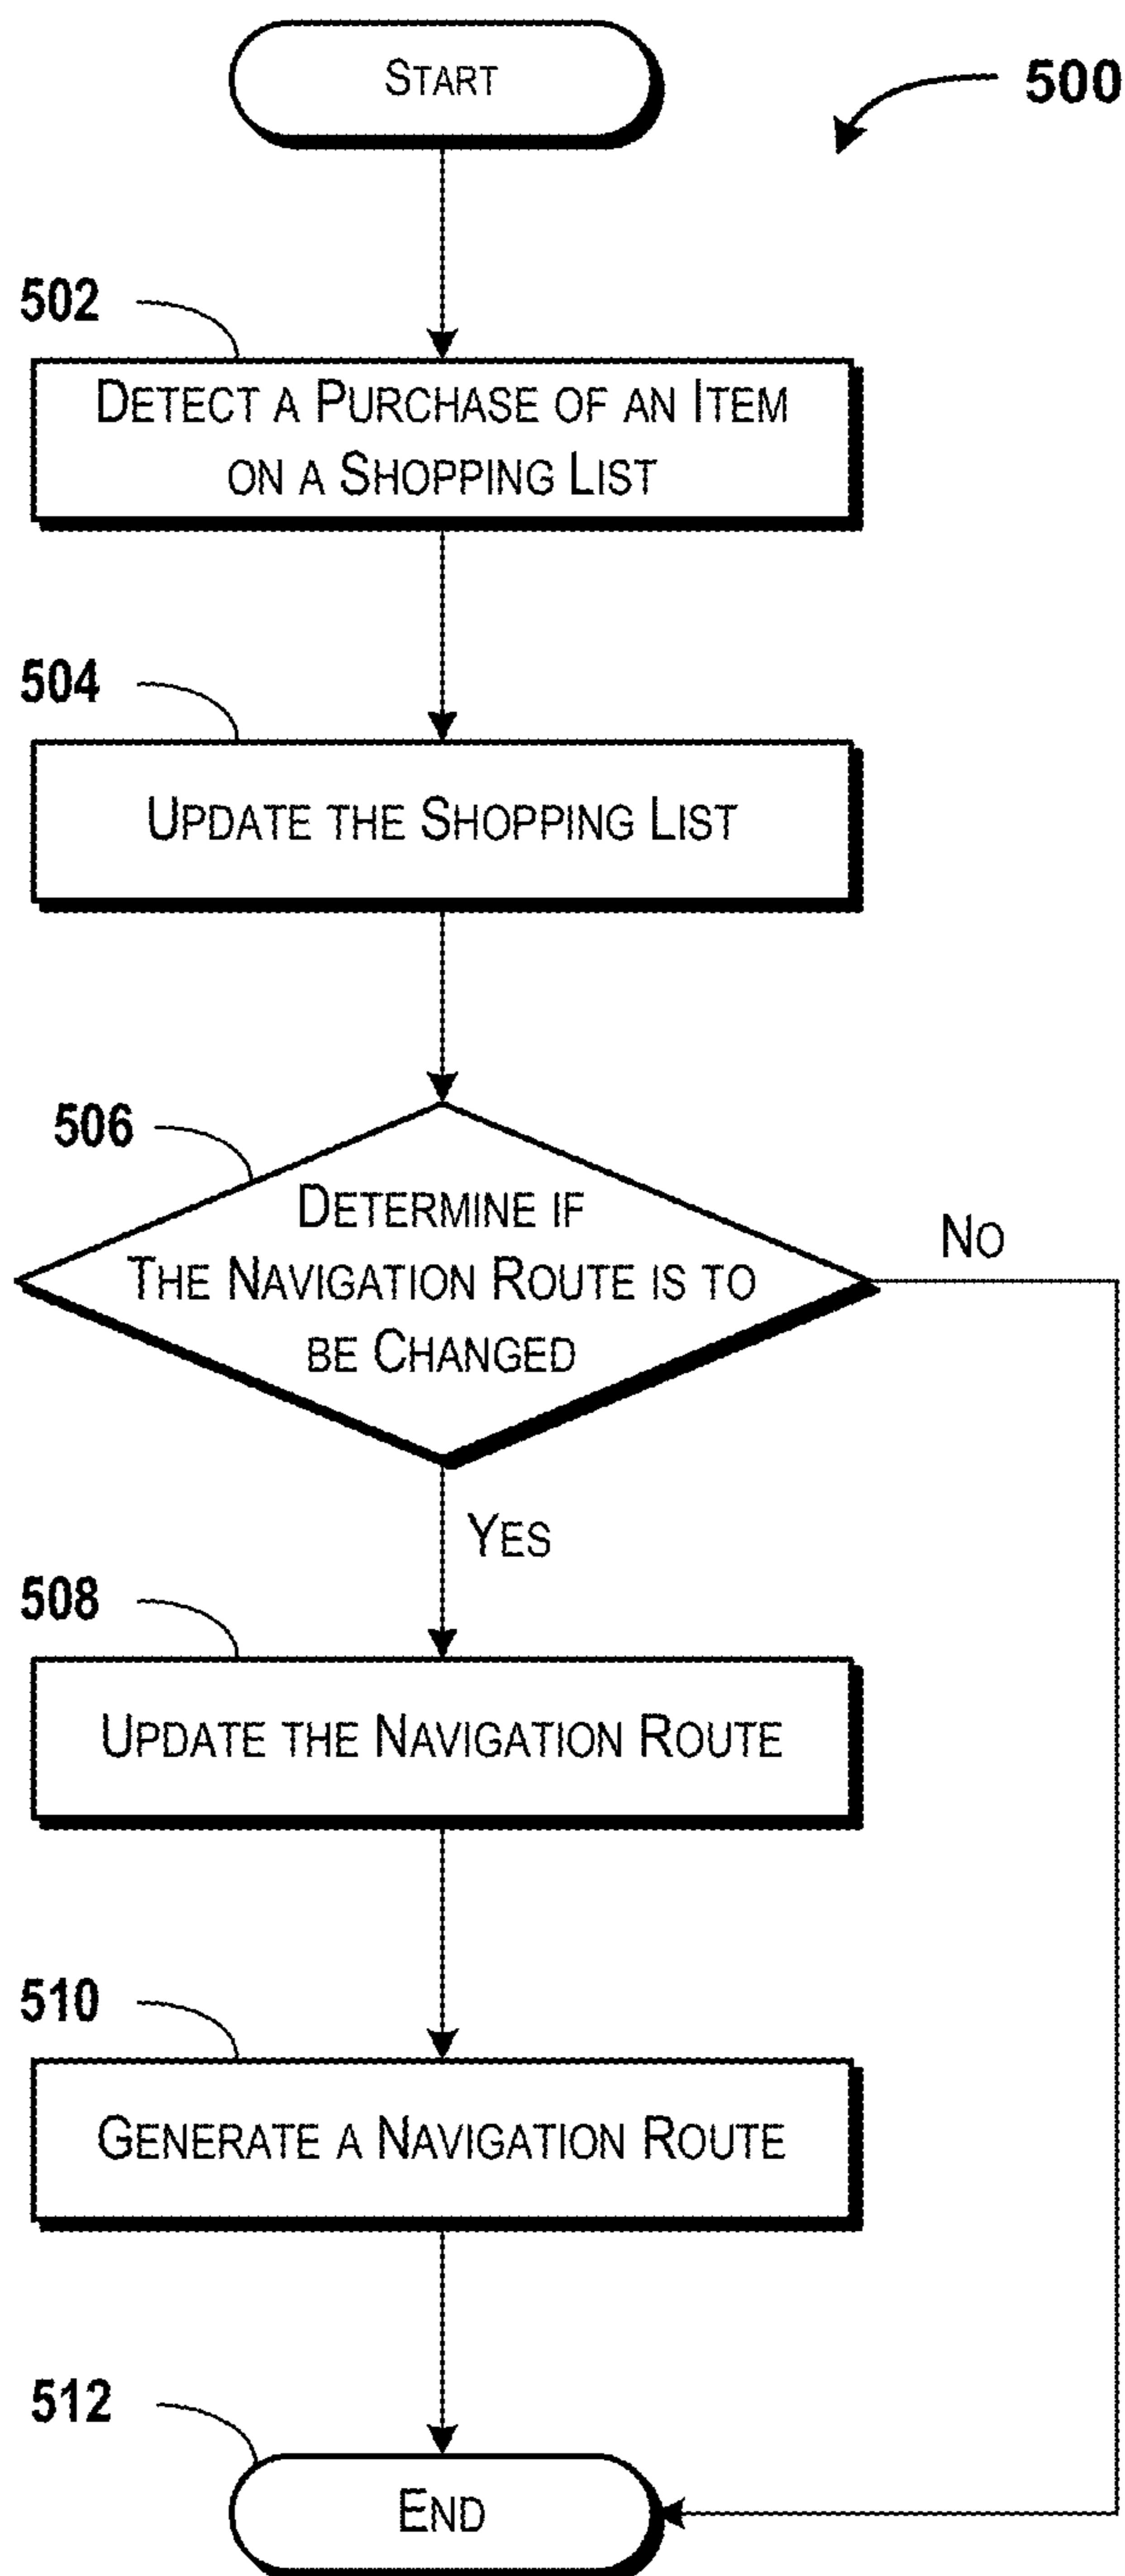 START
500
502
DETECT A PURCHASE OF AN ITEM
ON A SHOPPING LIST
504
UPDATE THE SHOPPING LIST
506
DETERMINE IF
THE NAVIGATION ROUTE IS TO
BE CHANGED
NO
YES
508
UPDATE THE NAVIGATION ROUTE
510
GENERATE A NAVIGATION ROUTE
512
END